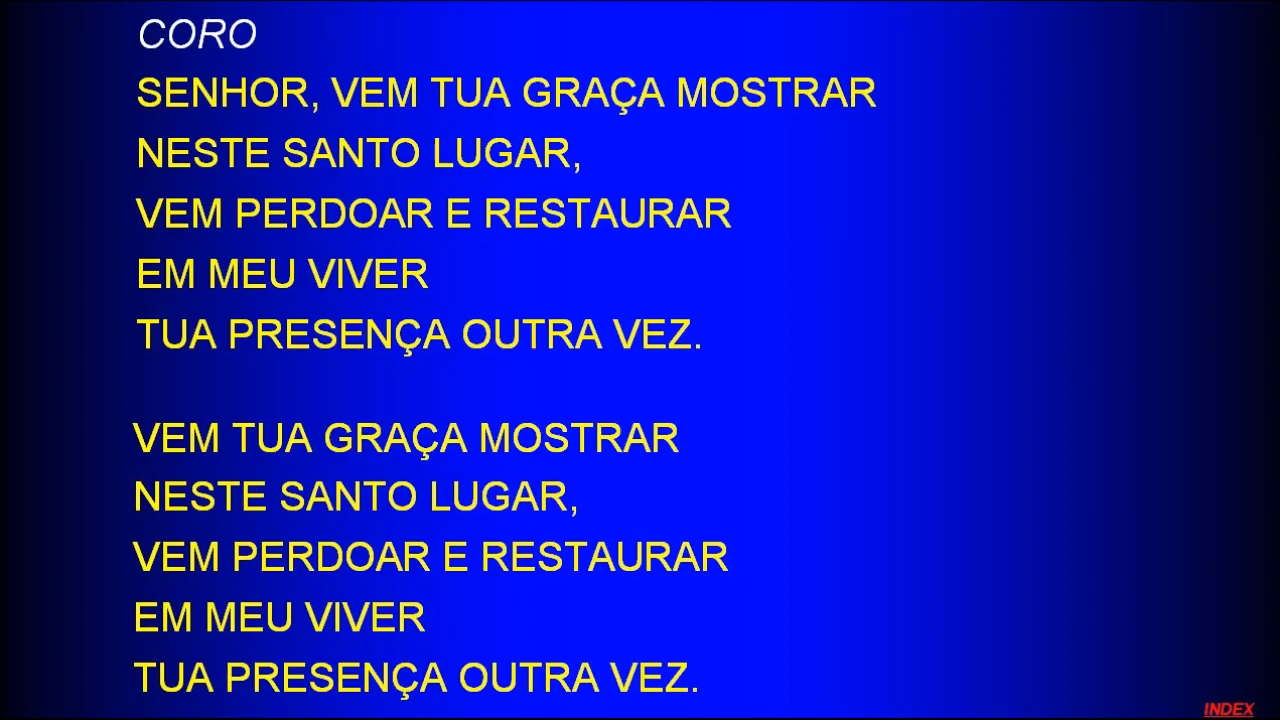 CORO
SENHOR, VEM TUA GRAÇA MOSTRAR
NESTE SANTO LUGAR,
VEM PERDOAR E RESTAURAR
EM MEU VIVER
TUA PRESENÇA OUTRA VEZ.
VEM TUA GRAÇA MOSTRAR
NESTE SANTO LUGAR,
VEM PERDOAR E RESTAURAR
EM MEU VIVER
TUA PRESENÇA OUTRA VEZ.
INDEX